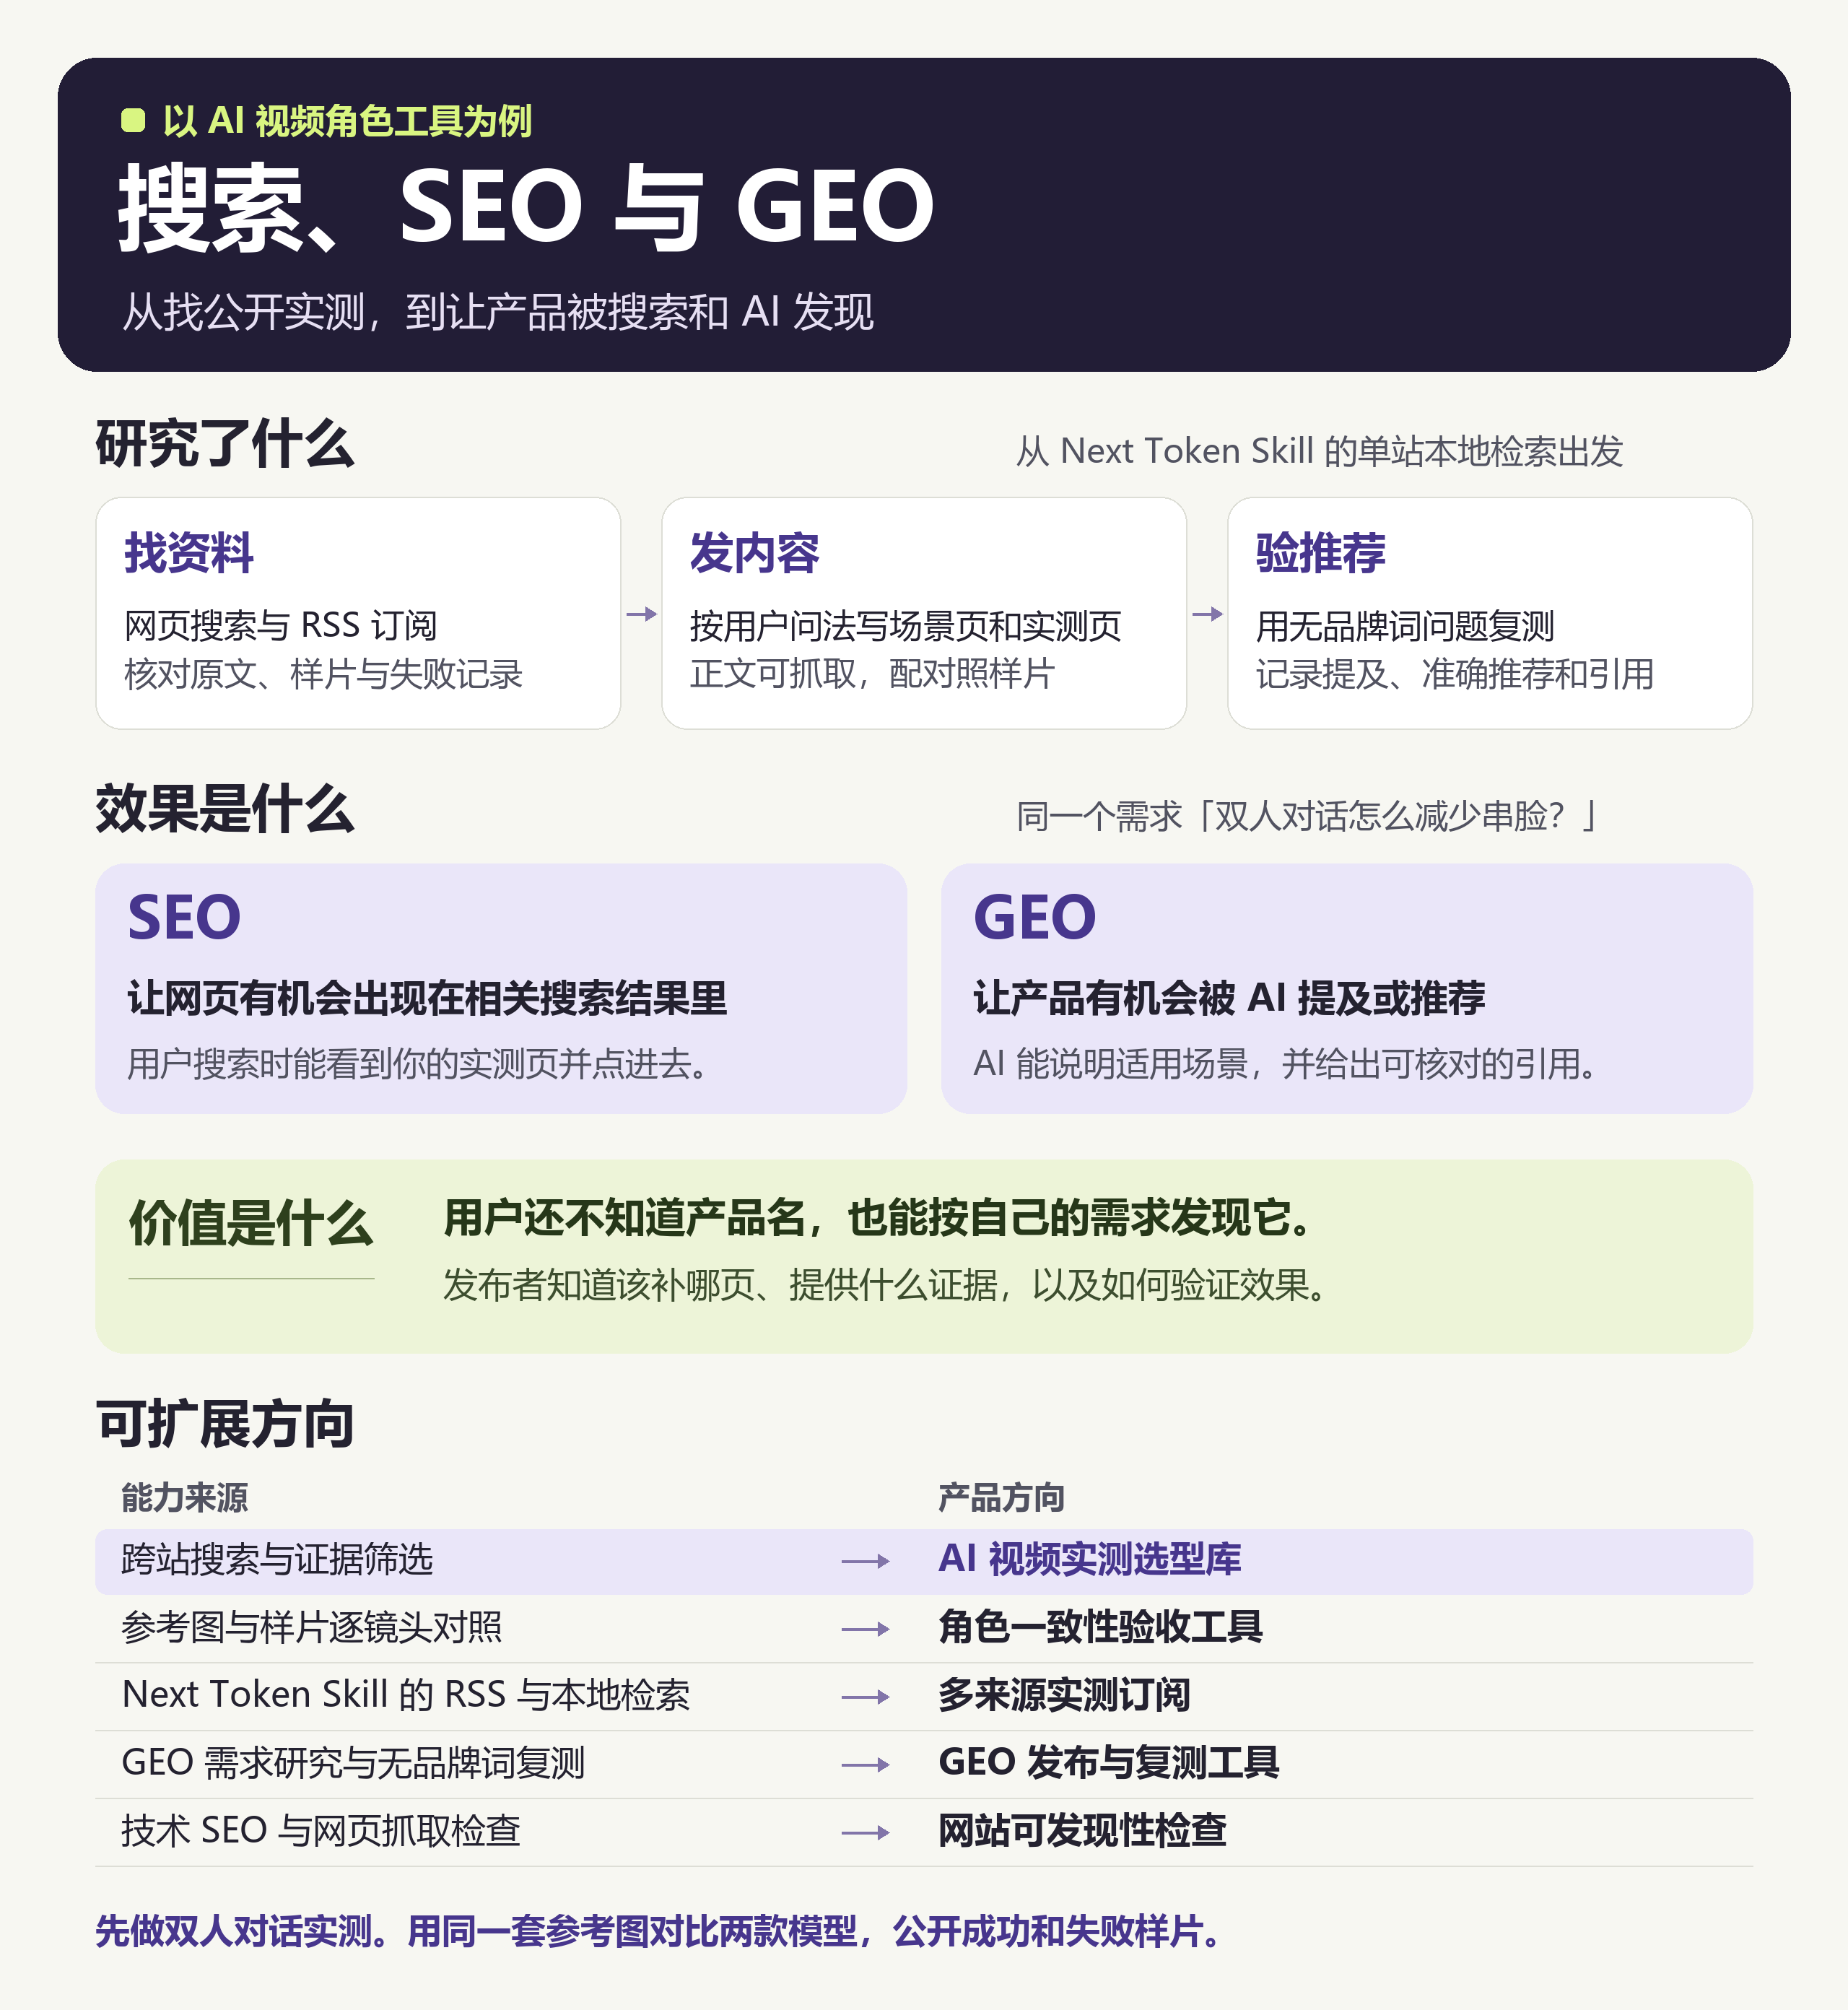 以 AI 视频角色工具为例
搜索、SEO 与 GEO
从找公开实测，到让产品被搜索和 AI 发现
研究了什么
从 Next Token Skill 的单站本地检索出发
找资料
网页搜索与 RSS 订阅
核对原文、样片与失败记录
发内容
按用户问法写场景页和实测页
正文可抓取，配对照样片
验推荐
用无品牌词问题复测
记录提及、准确推荐和引用
效果是什么
同一个需求「双人对话怎么减少串脸？」
SEO
让网页有机会出现在相关搜索结果里
用户搜索时能看到你的实测页并点进去。
GEO
让产品有机会被 AI 提及或推荐
AI 能说明适用场景，并给出可核对的引用。
价值是什么
用户还不知道产品名，也能按自己的需求发现它。
发布者知道该补哪页、提供什么证据，以及如何验证效果。
可扩展方向
能力来源
产品方向
跨站搜索与证据筛选
AI 视频实测选型库
参考图与样片逐镜头对照
角色一致性验收工具
Next Token Skill 的 RSS 与本地检索
多来源实测订阅
GEO 需求研究与无品牌词复测
GEO 发布与复测工具
技术 SEO 与网页抓取检查
网站可发现性检查
先做双人对话实测。用同一套参考图对比两款模型，公开成功和失败样片。